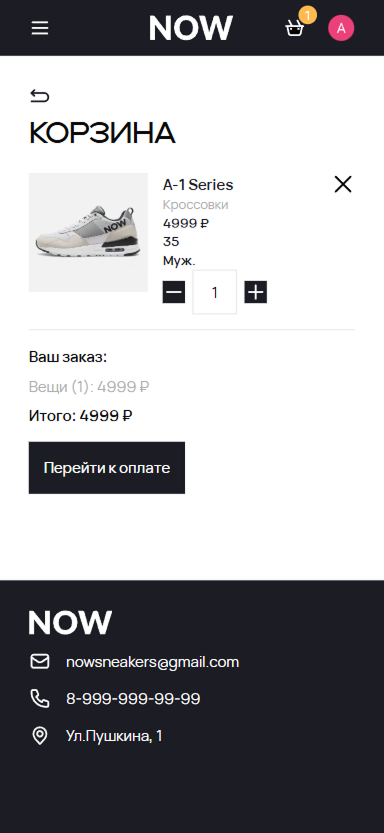 NOW
1
A
КОРЗИНА
NOW
A-1 Series
Кроссовки
4999 ₽
35
Муж.
1
Ваш заказ:
Вещи (1): 4999 ₽
Итого: 4999 ₽
Перейти к оплате
NOW
nowsneakers@gmail.com
8-999-999-99-99
Ул.Пушкина, 1